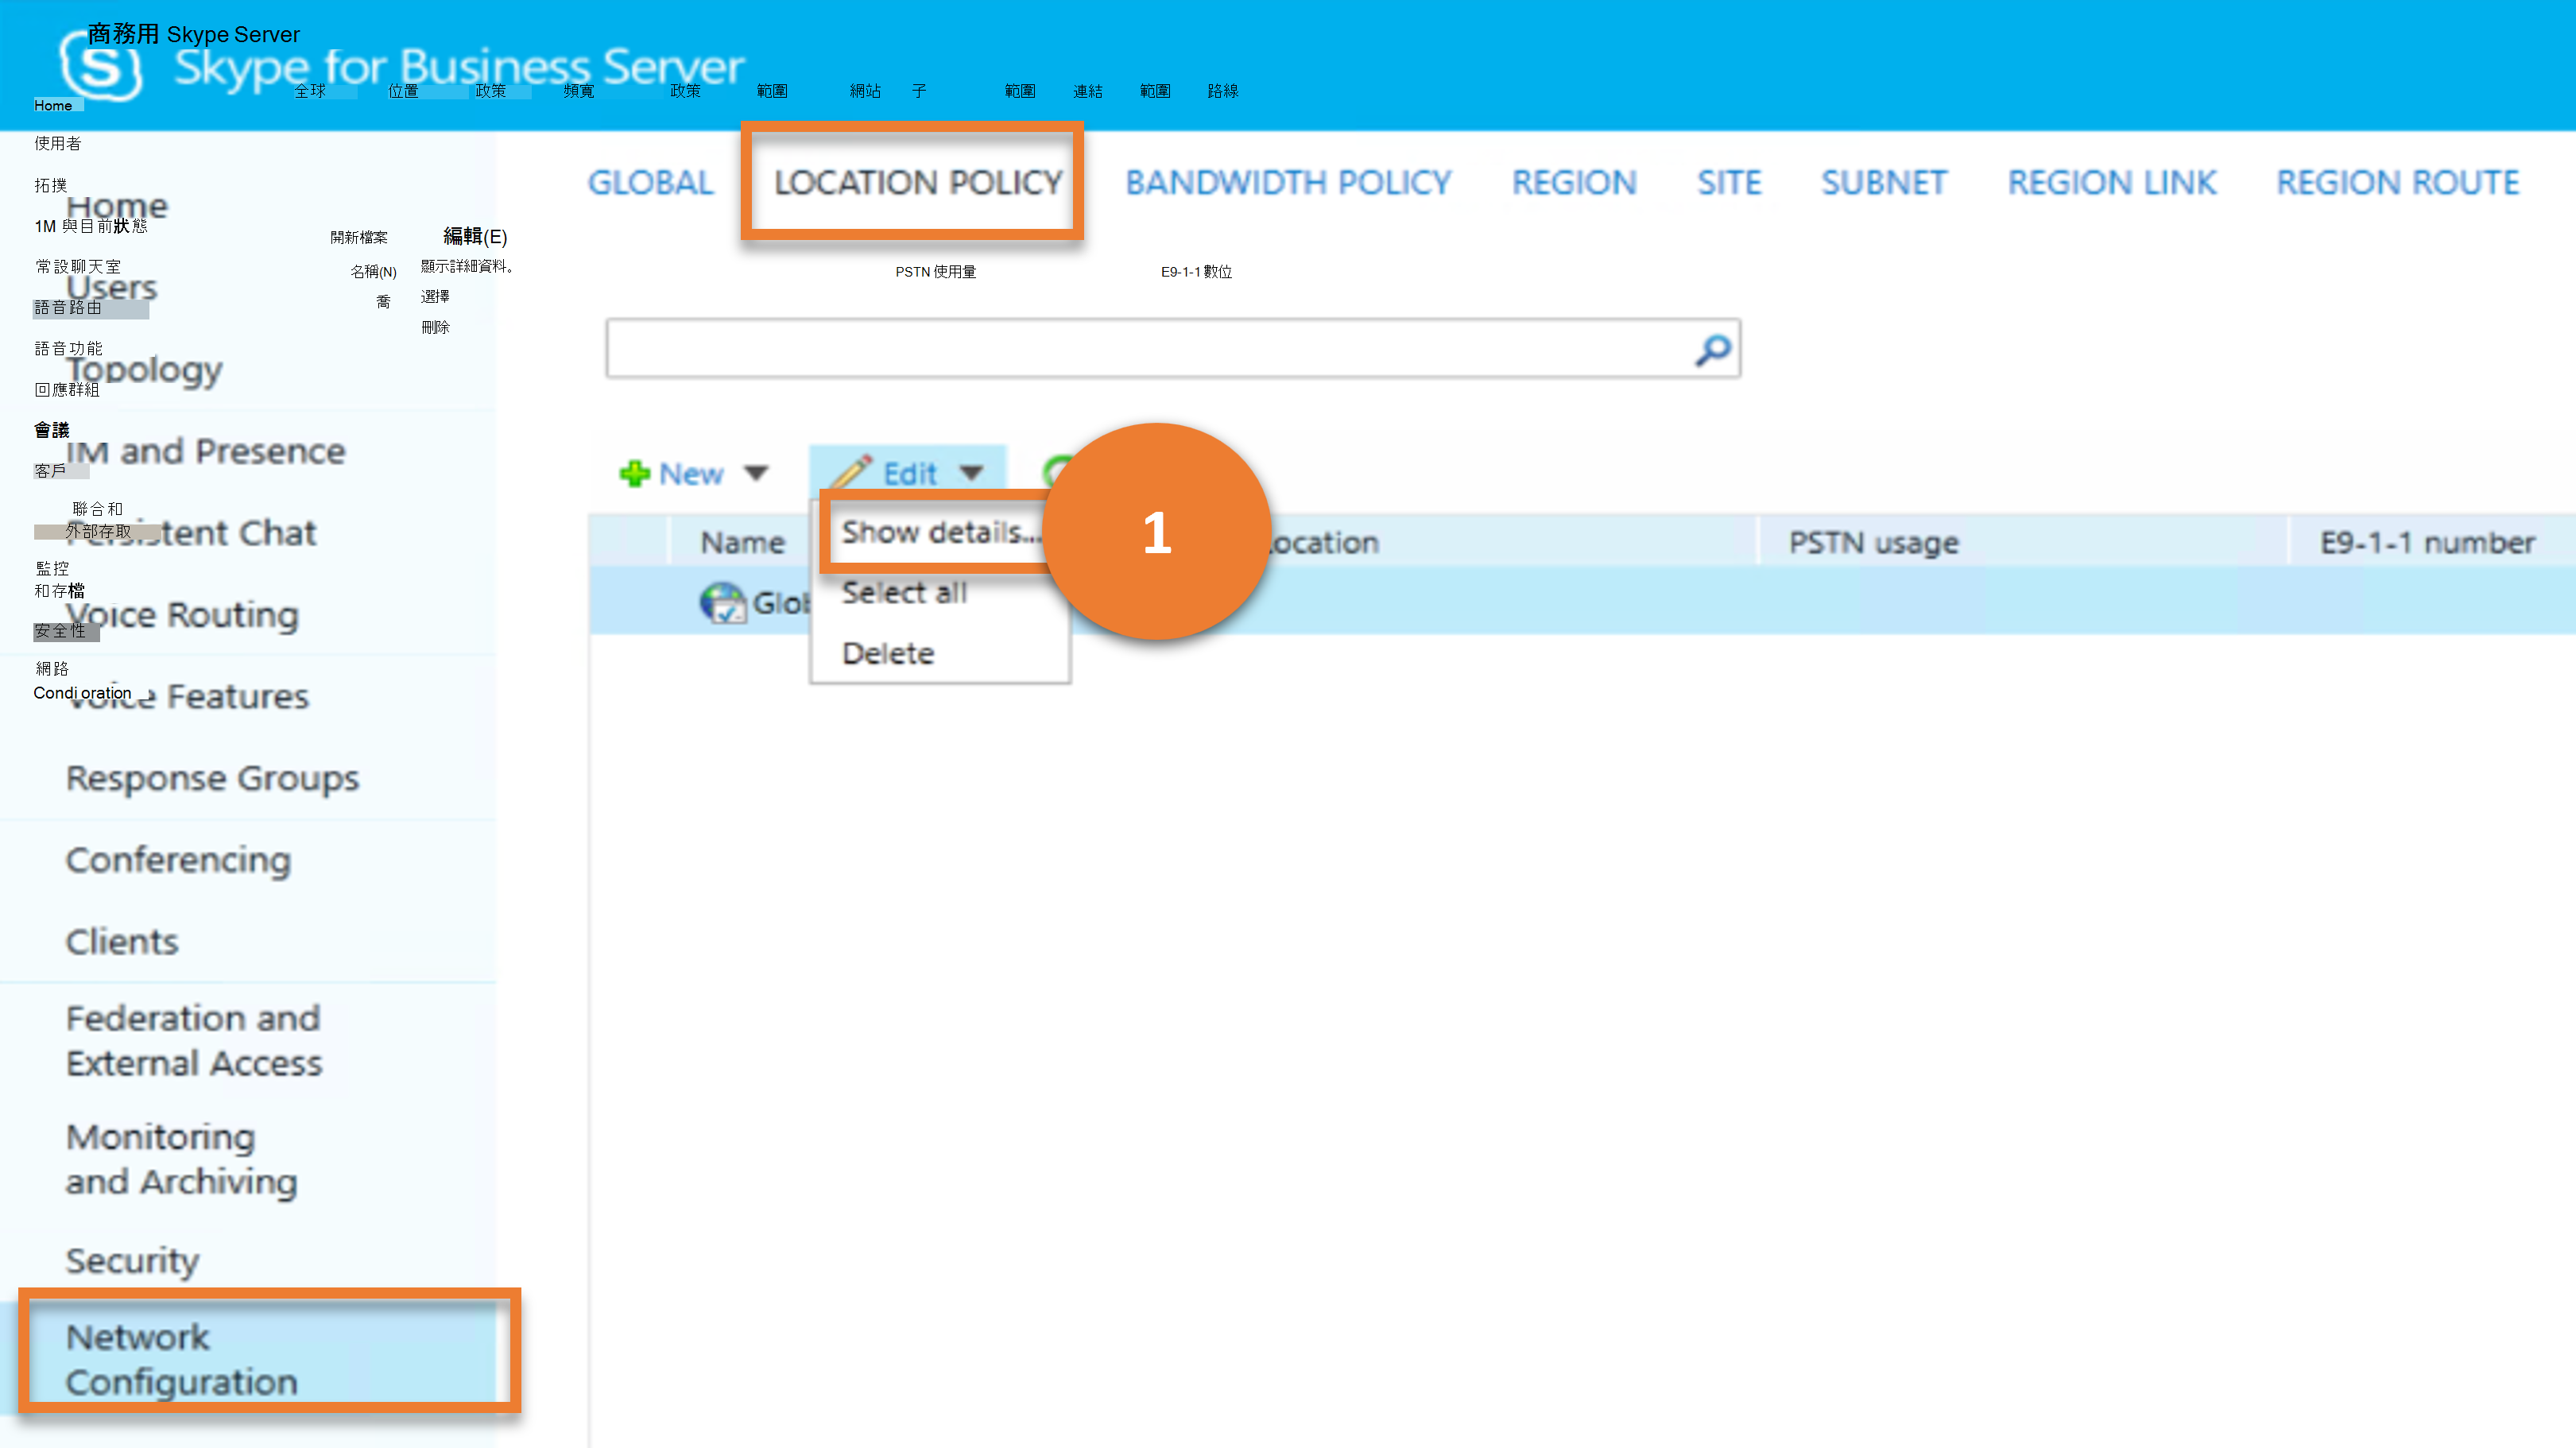 商務用 Skype Server
Skype for Business Server
全球 位置 政策 頻寬 政策 範圍 網站 子 範圍 連結 範圍 路線
Home
使用者
拓撲
1M 與目前狀態
常設聊天室
語音路由
語音功能
回應群組
會議
客戶
聯合和
外部存取
監控
和存檔
安全性
網路
Condi oration
開新檔案 編輯(E)
名稱(N) 顯示詳細資料。 PSTN 使用量 E9-1-1 數位
喬 選擇
刪除
Home
Users
Topology
IM and Presence
Persistent Chat
Voice Routing
Voice Features
Response Groups
Conferencing
Clients
Federation and
External Access
Monitoring
and Archiving
Security
Network
Configuration
GLOBAL LOCATION POLICY BANDWIDTH POLICY REGION SITE SUBNET REGION LINK REGION ROUTE
New Edit
Show details...
Select all
Delete
1
Name Location PSTN usage E9-1-1 number